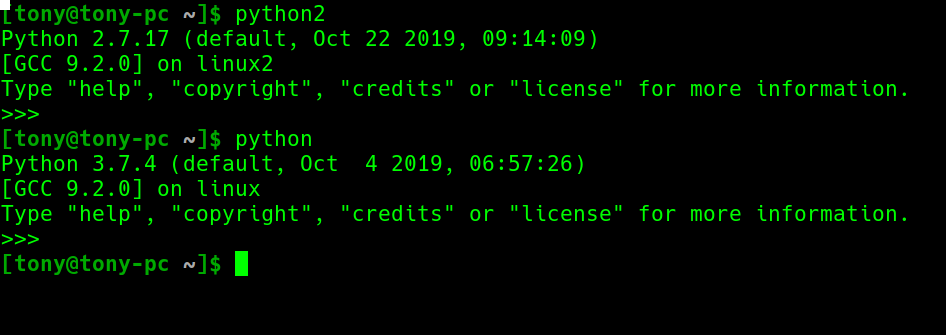 [tony@tony-pc ~]$ python2
Python 2.7.17 (default, Oct 22 2019, 09:14:09)
[GCC 9.2.0] on linux2
Type "help", "copyright", "credits" or "license" for more information.
>>>
[tony@tony-pc ~]$ python
Python 3.7.4 (default, Oct  4 2019, 06:57:26)
[GCC 9.2.0] on linux
Type "help", "copyright", "credits" or "license" for more information.
>>>
[tony@tony-pc ~]$